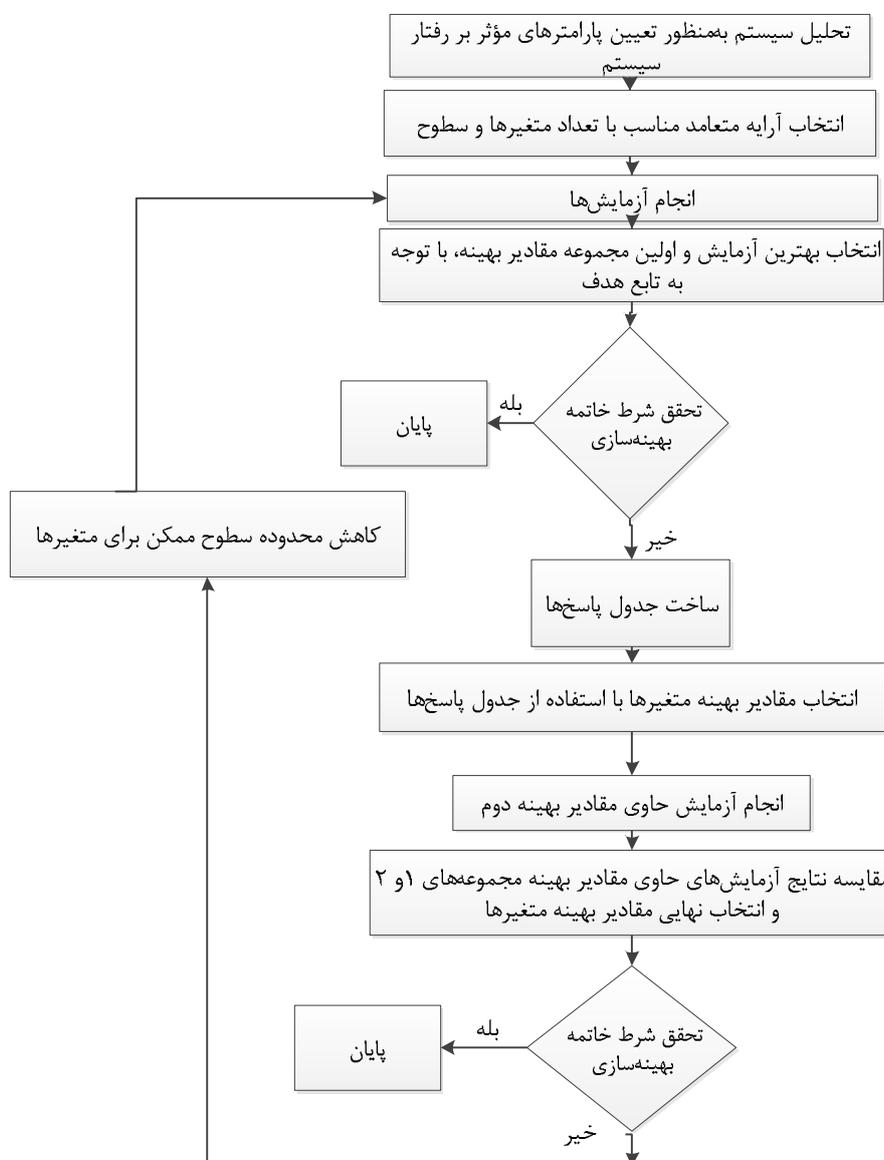 تحلیل سیستم به‌منظور تعیین پارامترهای مؤثر بر رفتار
سیستم
انتخاب آرایه متعامد مناسب با تعداد متغیرها و سطوح
انجام آزمایش‌ها
انتخاب بهترین آزمایش و اولین مجموعه مقادیر بهینه، با توجه
به تابع هدف
تحقق شرط خاتمه
بهینه‌سازی
بله
پایان
خیر
کاهش محدوده سطوح ممکن برای متغیرها
ساخت جدول پاسخ‌ها
انتخاب مقادیر بهینه متغیرها با استفاده از جدول پاسخ‌ها
انجام آزمایش حاوی مقادیر بهینه دوم
مقایسه نتایج آزمایش‌های حاوی مقادیر بهینه مجموعه‌های ۱و ۲
و انتخاب نهایی مقادیر بهینه متغیرها
تحقق شرط خاتمه
بهینه‌سازی
بله
پایان
خیر